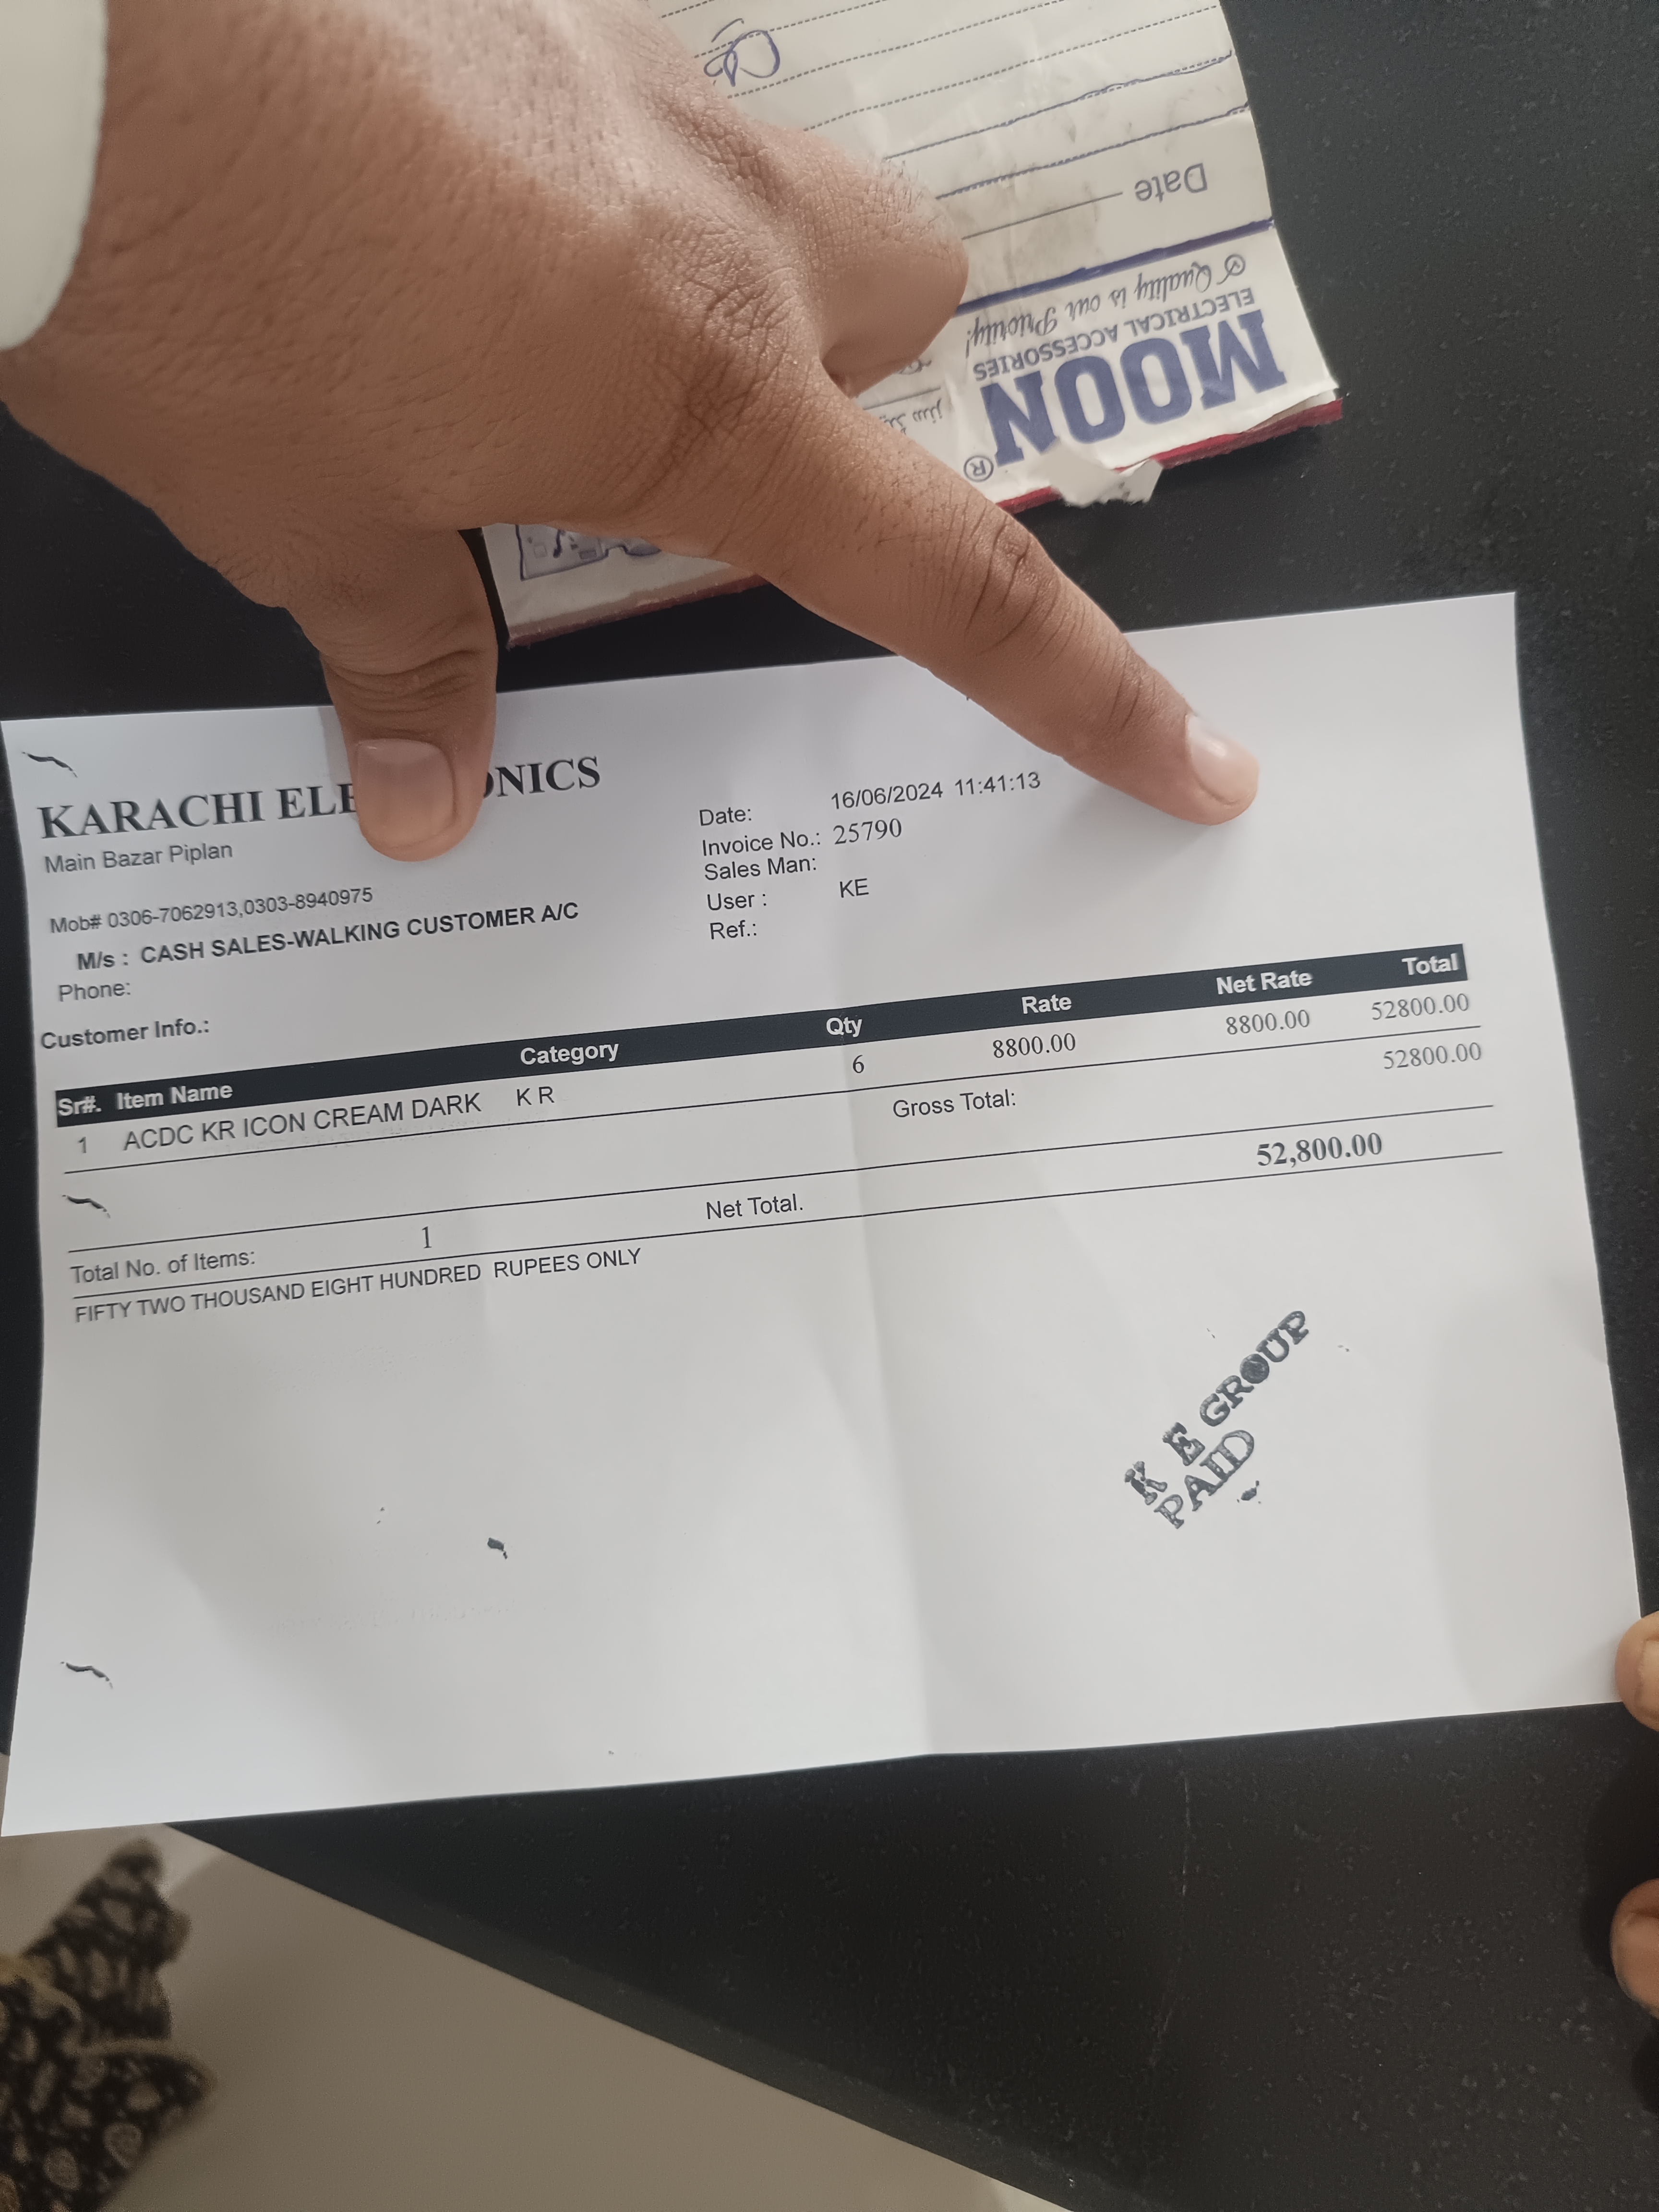 Date
Quality is our Priority!
ELECTRICAL ACCESSORIES
MOON
®
KARACHI ELE ONICS
Main Bazar Piplan
Mob# 0306-7062913,0303-8940975
M/s : CASH SALES-WALKING CUSTOMER A/C
Phone:
Customer Info.:
Date: 16/06/2024 11:41:13
Invoice No.: 25790
Sales Man:
User : KE
Ref.:
Sr#. Item Name Category Qty Rate Net Rate Total
1 ACDC KR ICON CREAM DARK K R 6 8800.00 8800.00 52800.00
Gross Total: 52800.00
Total No. of Items: 1 Net Total. 52,800.00
FIFTY TWO THOUSAND EIGHT HUNDRED RUPEES ONLY
K E GROUP
PAID